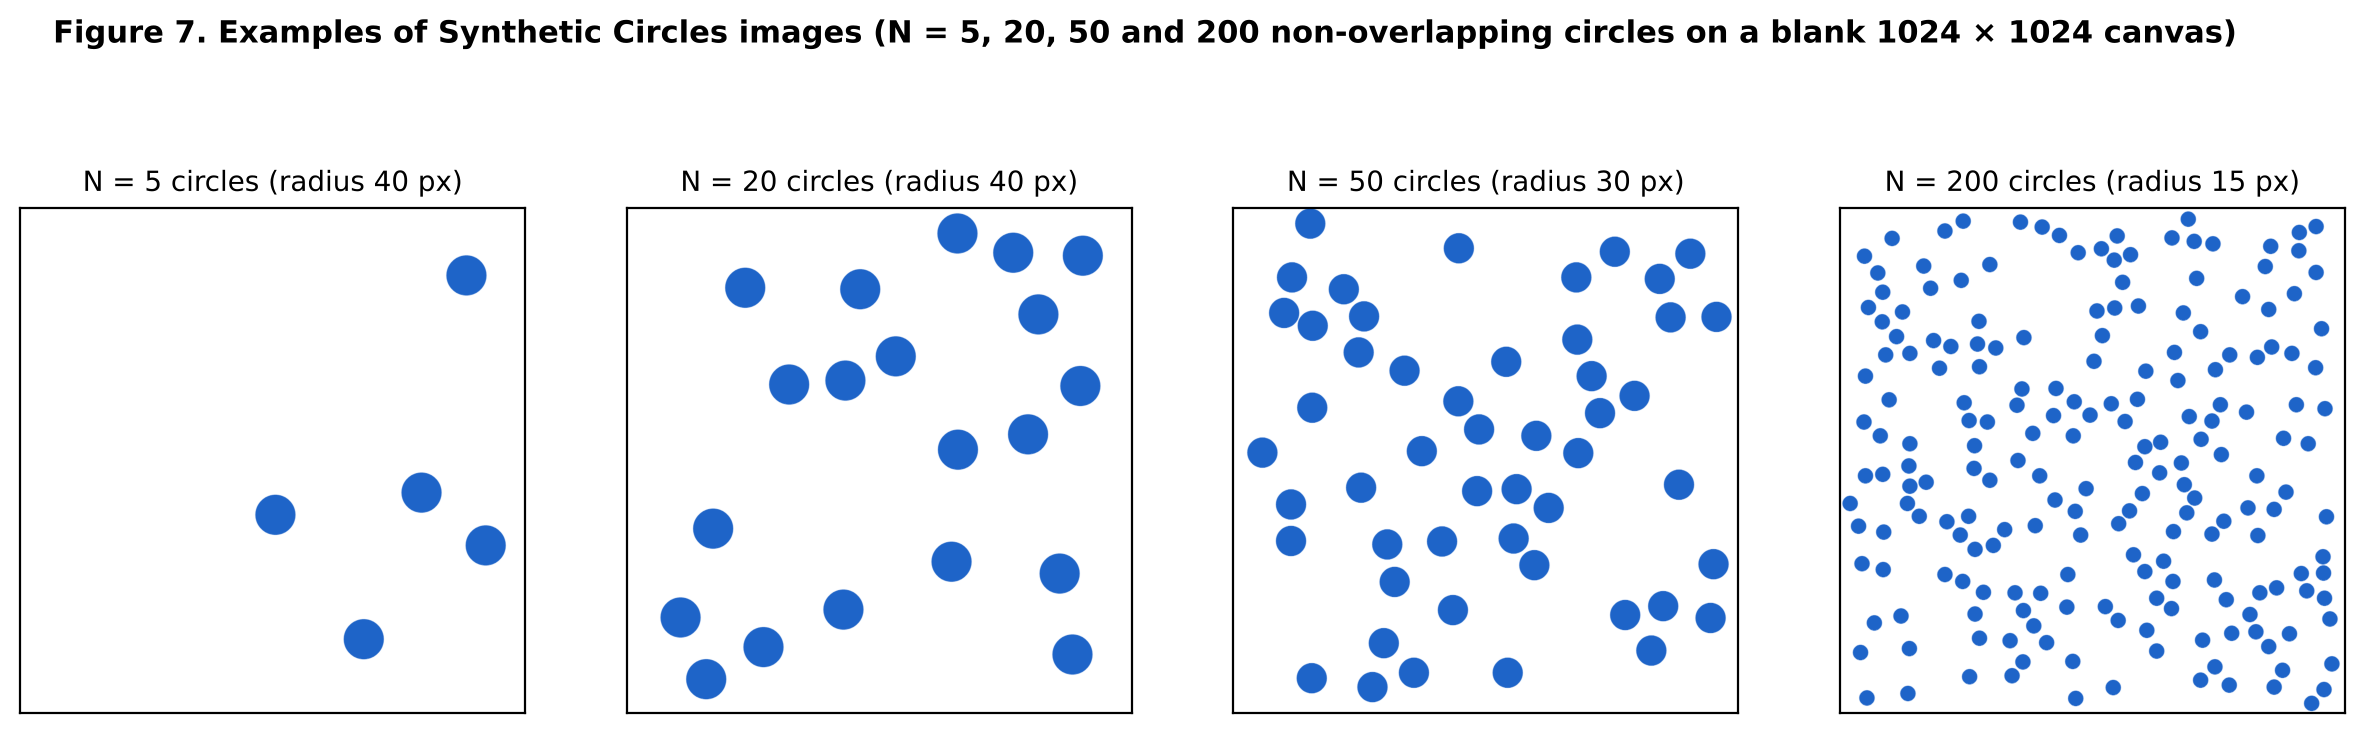 Figure 7. Examples of Synthetic Circles images (N = 5, 20, 50 and 200 non-overlapping circles on a blank 1024 × 1024 canvas)
N = 5 circles (radius 40 px)
N = 20 circles (radius 40 px)
N = 50 circles (radius 30 px)
N = 200 circles (radius 15 px)